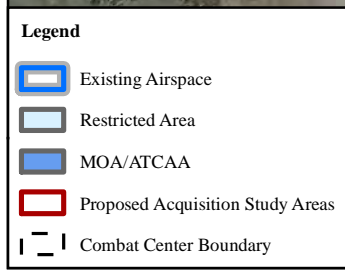 Legend
Existing Airspace
Restricted Area
MOA/ATCAA
Proposed Acquisition Study Areas
Combat Center Boundary